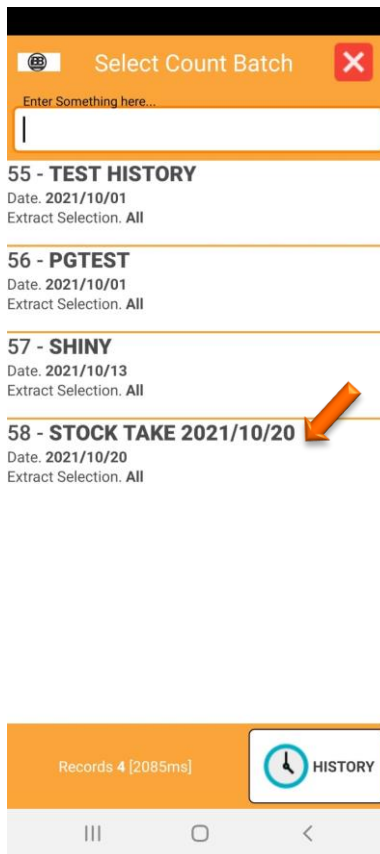 Select Count Batch
Enter Something here...
55 - TEST HISTORY
Date. 2021/10/01
Extract Selection. All
56 - PGTEST
Date. 2021/10/01
Extract Selection. All
57 - SHINY
Date. 2021/10/13
Extract Selection. All
58 - STOCK TAKE 2021/10/20
Date. 2021/10/20
Extract Selection. All
Records 4 [2085ms]
HISTORY